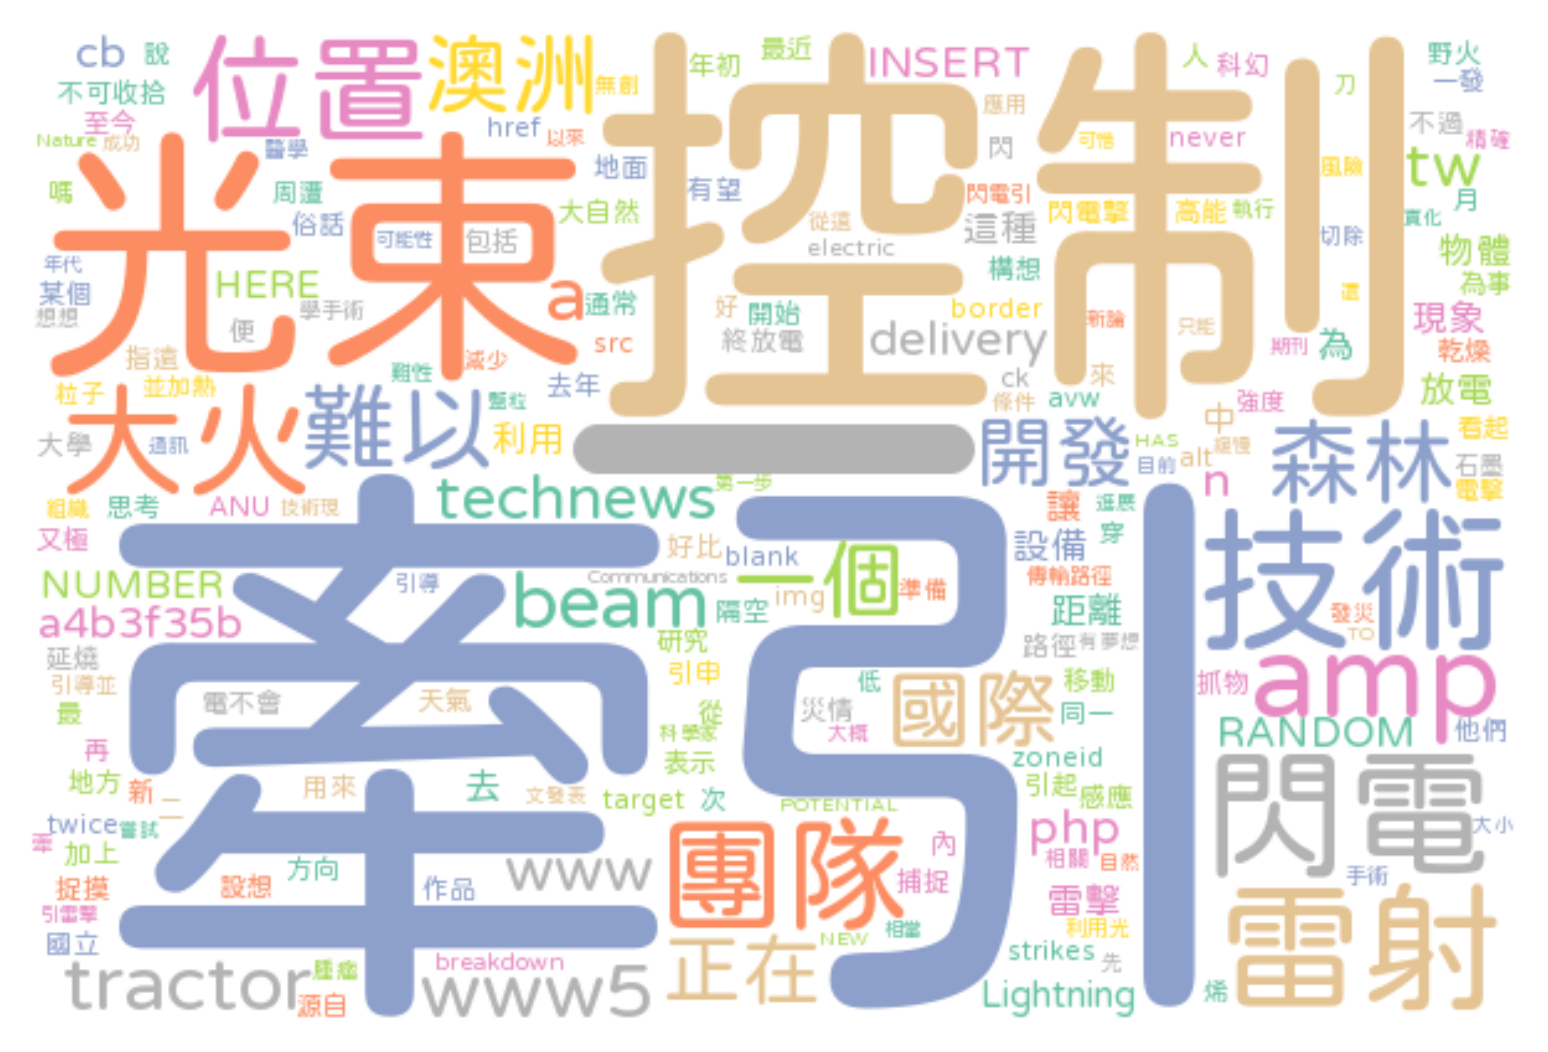 cb 說 位置 澳洲 年初 最近 INSERT 人 科幻 野火
不可收拾 無創 應用 刀 一發
至今 href 以來 控制 可惜 never 不過 精確
Nature 成功 醫學 地面 閃 風險 tw
嗎 光束 周遭 有望 閃電引 月
俗話 可能性 包括 大自然 從遠 這種 閃電擊 高能 執行 切除
electric 物體
年代 HERE 構想 為事
某個 a 通常 好 開始 border 還
想想 便 學手術 delivery 新論 只能 現象
指遠 src 終放電 期刊 為 乾燥
粒子 並加熱 難性 減少 去年 ck 來 放電
大火 難以 條件 avw 強度
大學 通訊 利用 一 開發 HAS 中 緩慢 森林 看起
目前 alt 石墨
組織 思考 ANU 技術現 technews 第一步 讓 進展 n 電擊
又極 牽引 好比 blank 設備 穿 技術
NUMBER 引導 beam Communications 一個 準備 傳輸路徑
a4b3f35b 隔空 img 距離 發災
延燒 研究 路徑 有夢想 TO
引導並 電不會 天氣 引申 低 國際 移動 抓物 amp
最 從 災情 同一
再 科學家 大概 RANDOM 他們
地方 新 用來 去 文發表 表示 zoneid 閃電
二 target 次 POTENTIAL 引起 感應
twice 嘗試 團隊 內 php 大小
牽 加上 方向 www 相關 自然
捉摸 設想 作品 捕捉 雷擊 手術
引雷擊 相當 利用光 雷射
國立 breakdown 正在 NEW strikes 先
tractor 腫瘤 www5 Lightning 烯
源自